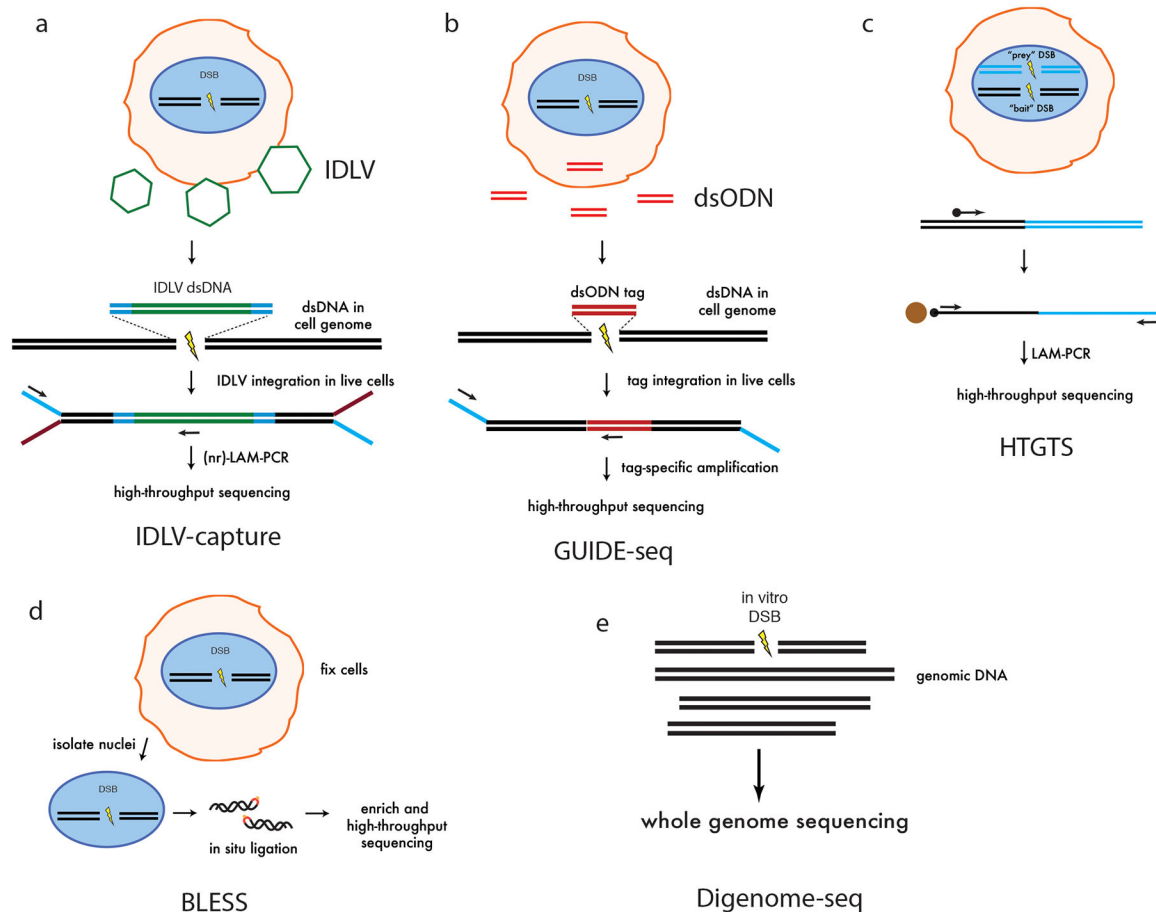 a
DSB
IDLV
IDLV dsDNA
dsDNA in
cell genome
IDLV integration in live cells
(nr)-LAM-PCR
high-throughput sequencing
IDLV-capture
b
DSB
dsODN
dsODN tag
dsDNA in
cell genome
tag integration in live cells
tag-specific amplification
high-throughput sequencing
GUIDE-seq
c
"prey" DSB
"bait" DSB
LAM-PCR
high-throughput sequencing
HTGTS
d
DSB
fix cells
isolate nuclei
DSB
in situ ligation
enrich and
high-throughput
sequencing
BLESS
e
in vitro
DSB
genomic DNA
whole genome sequencing
Digenome-seq